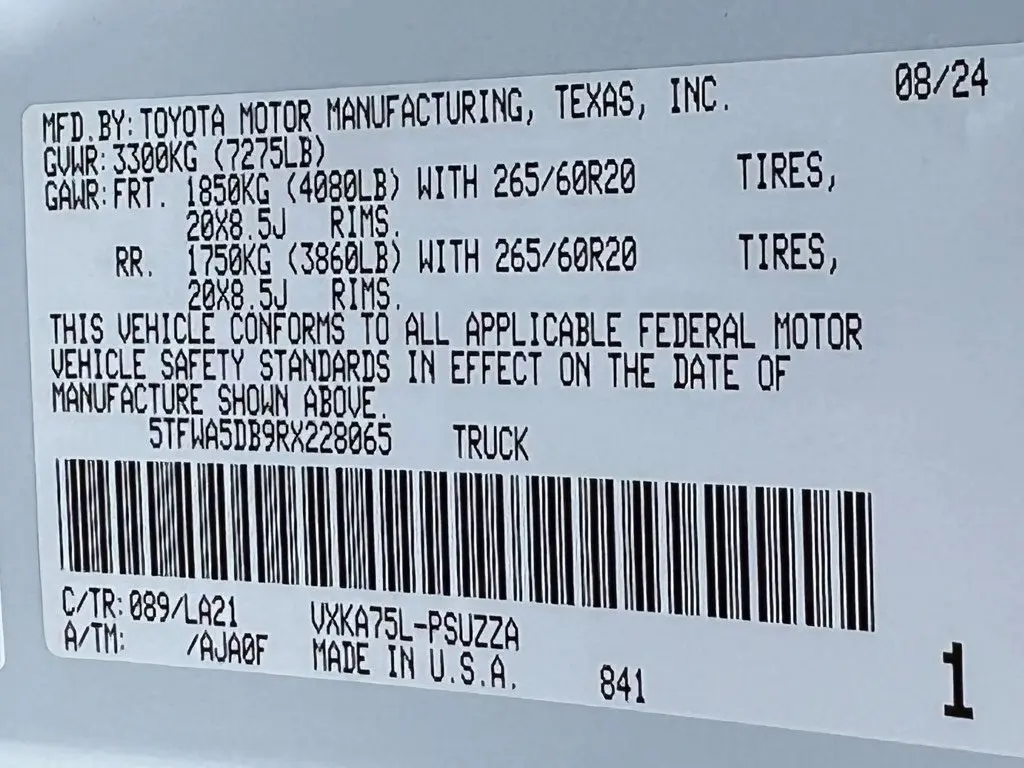 08/24
MFD.BY: TOYOTA MOTOR MANUFACTURING, TEXAS, INC.
GVWR: 3300KG (7275LB)
GAWR: FRT. 1850KG (4080LB) WITH 265/60R20 TIRES,
20X8.5J RIMS.
RR. 1750KG (3860LB) WITH 265/60R20 TIRES,
20X8.5J RIMS.
THIS VEHICLE CONFORMS TO ALL APPLICABLE FEDERAL MOTOR
VEHICLE SAFETY STANDARDS IN EFFECT ON THE DATE OF
MANUFACTURE SHOWN ABOVE.
5TFWA5DB9RX228065 TRUCK
C/TR: 089/LA21 VXKA75L-PSUZZA
A/TM: /AJA0F MADE IN U.S.A. 841
1